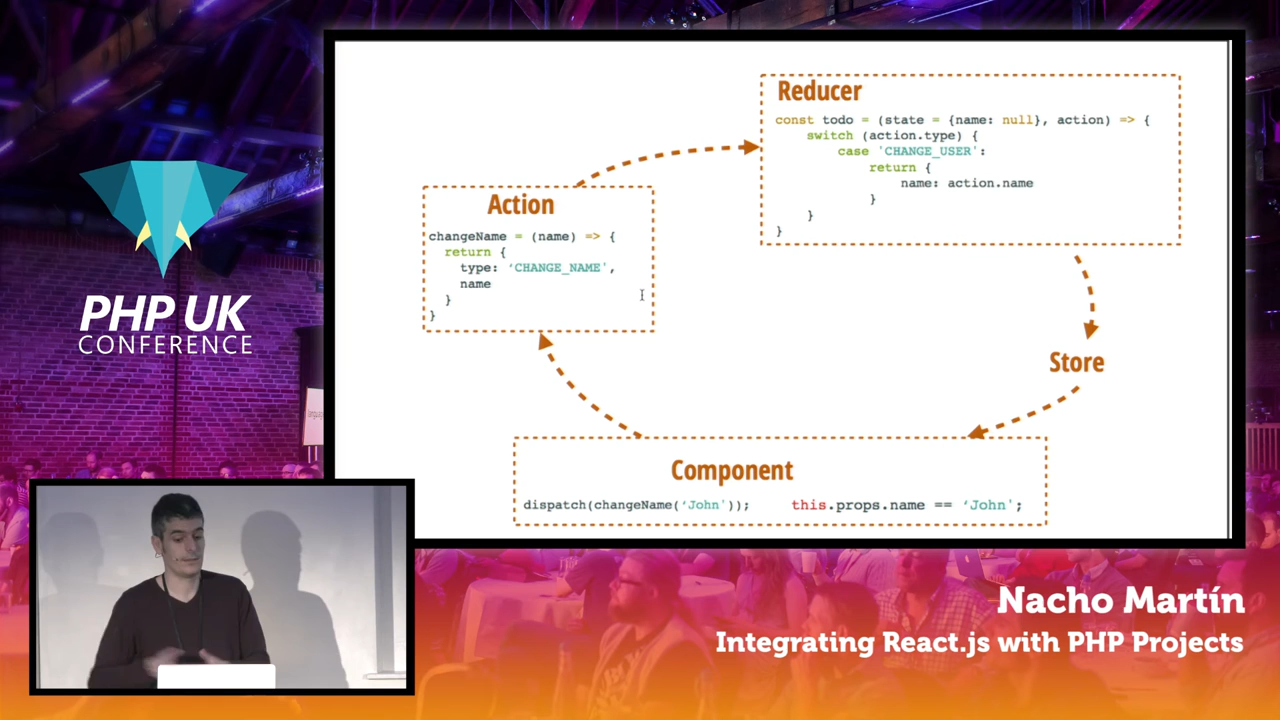 PHP UK
CONFERENCE
Reducer
const todo = (state = {name: null}, action) => {
switch (action.type) {
case 'CHANGE_USER':
return {
name: action.name
}
}
}
Action
changeName = (name) => {
return {
type: ‘CHANGE_NAME',
name
}
}
Store
Component
dispatch(changeName(‘John')); this.props.name == ‘John';
Nacho Martín
Integrating React.js with PHP Projects